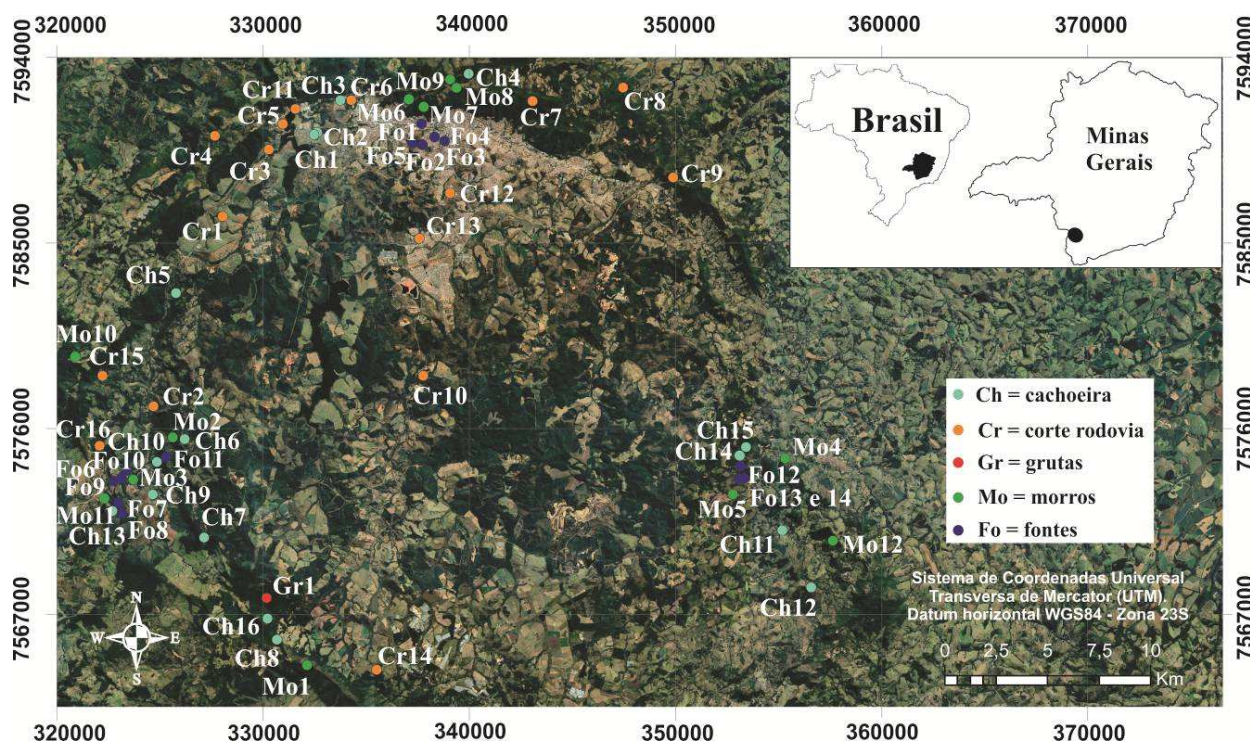 320000 330000 340000 350000 360000 370000
7594000 7594000
7585000 7585000
7576000 7576000
7567000 7567000
Mo9 Ch4
Ch3 Cr6
Cr11 Mo8 Cr8
Cr5 Mo6 Mo7 Cr7
Cr4 Ch2 Fo1 Fo4
Cr3 Ch1 Fo5 Fo2 Fo3
Cr9
Cr12
Cr1 Cr13
Ch5
Mo10
Cr15
Cr10
Cr2
Cr16 Mo2
Ch10 Ch6
Fo6 Fo10 Fo11
Fo9 Mo3
Ch9
Mo11 Fo7
Ch13 Fo8 Ch7
Ch15
Ch14 Mo4
Fo12
Mo5 Fo13 e 14
Ch11 Mo12
Ch12
Gr1
Ch16
Ch8 Cr14
Mo1
Brasil
Minas
Gerais
Ch = cachoeira
Cr = corte rodovia
Gr = grutas
Mo = morros
Fo = fontes
Sistema de Coordenadas Universal
Transversa de Mercator (UTM).
Datum horizontal WGS84 - Zona 23S
0 5 7,5 10
Km
N
W E
S
320000 330000 340000 350000 360000 370000